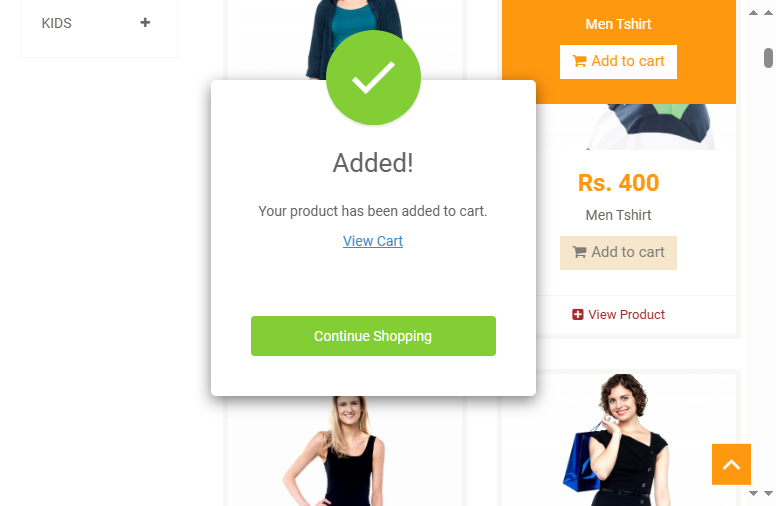 KIDS
Men Tshirt
Add to cart
Added!
Your product has been added to cart.
View Cart
Continue Shopping
Rs. 400
Men Tshirt
Add to cart
View Product